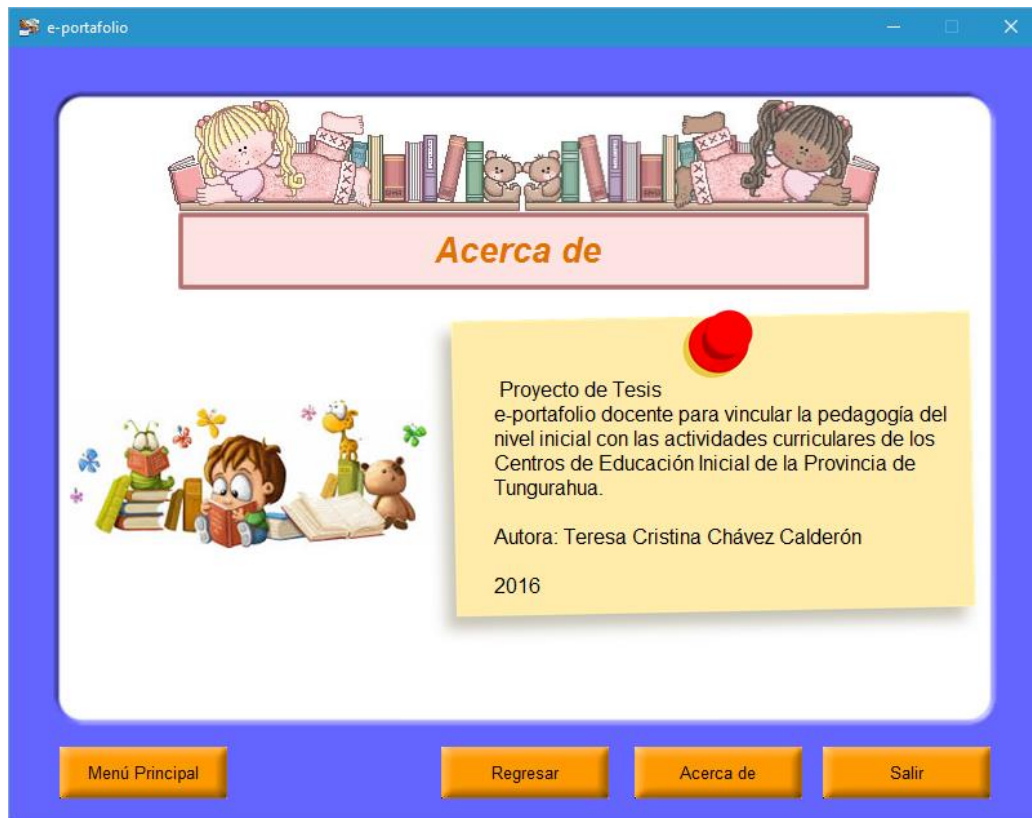 e-portafolio
Acerca de
Proyecto de Tesis
e-portafolio docente para vincular la pedagogía del
nivel inicial con las actividades curriculares de los
Centros de Educación Inicial de la Provincia de
Tungurahua.
Autora: Teresa Cristina Chávez Calderón
2016
Menú Principal
Regresar
Acerca de
Salir